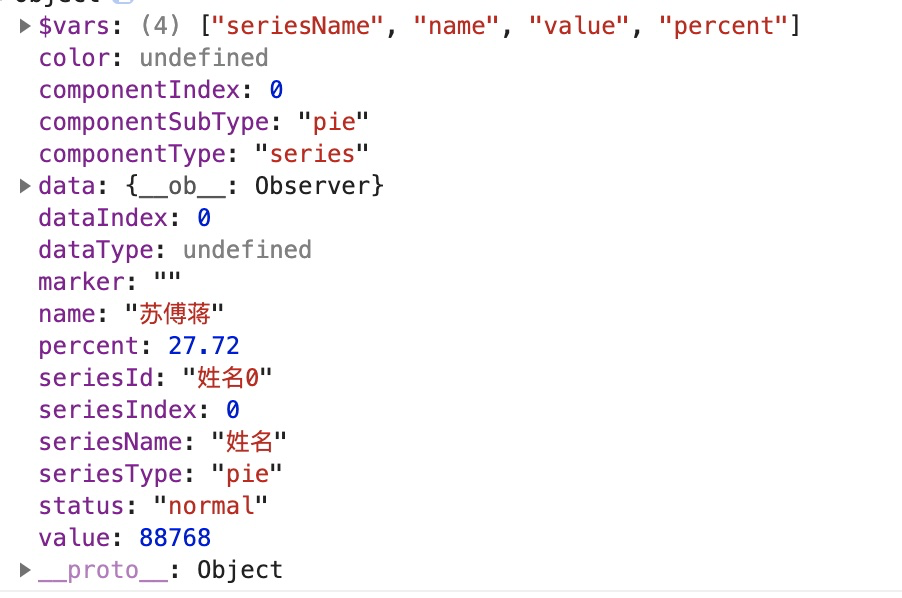 Object
$vars: (4) ["seriesName", "name", "value", "percent"]
color: undefined
componentIndex: 0
componentSubType: "pie"
componentType: "series"
data: {__ob__: Observer}
dataIndex: 0
dataType: undefined
marker: ""
name: "苏傅蒋"
percent: 27.72
seriesId: "姓名0"
seriesIndex: 0
seriesName: "姓名"
seriesType: "pie"
status: "normal"
value: 88768
__proto__: Object